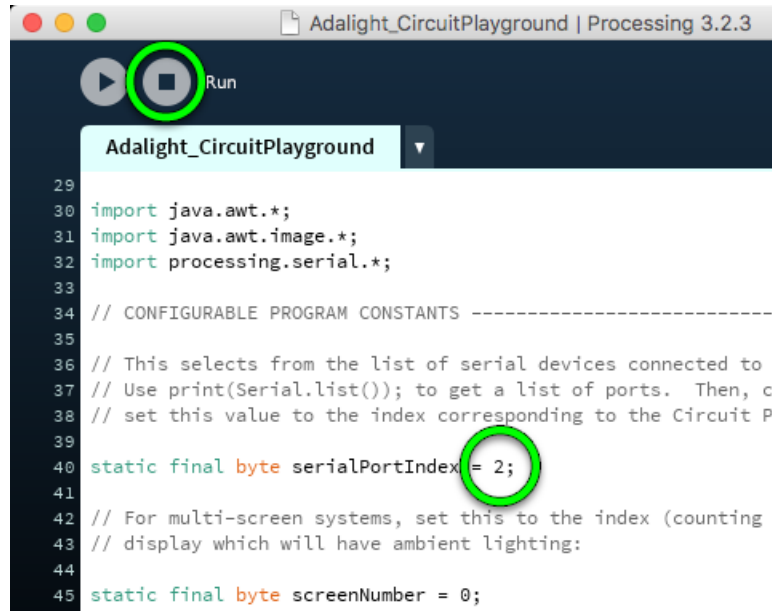 Adalight_CircuitPlayground | Processing 3.2.3
Run
Adalight_CircuitPlayground ▼
29
30 import java.awt.*;
31 import java.awt.image.*;
32 import processing.serial.*;
33
34 // CONFIGURABLE PROGRAM CONSTANTS ---------------------------
35
36 // This selects from the list of serial devices connected to
37 // Use print(Serial.list()); to get a list of ports.  Then, c
38 // set this value to the index corresponding to the Circuit P
39
40 static final byte serialPortIndex = 2;
41
42 // For multi-screen systems, set this to the index (counting
43 // display which will have ambient lighting:
44
45 static final byte screenNumber = 0;